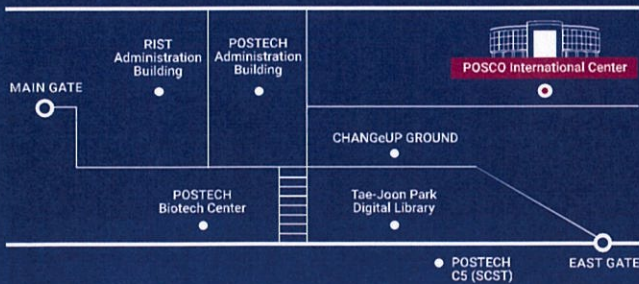 RIST
Administration
Building
POSTECH
Administration
Building
POSCO International Center
MAIN GATE
CHANGeUP GROUND
POSTECH
Biotech Center
Tae-Joon Park
Digital Library
POSTECH
C5 (SCST)
EAST GATE